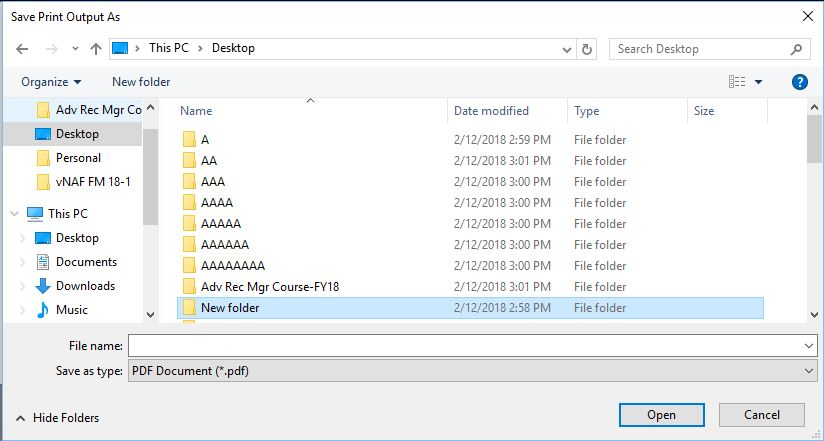 Save Print Output As
This PC > Desktop
Search Desktop
Organize New folder
Name Date modified Type Size
Adv Rec Mgr Co
Desktop
Personal
vNAF FM 18-1
This PC
Desktop
Documents
Downloads
Music
A 2/12/2018 2:59 PM File folder
AA 2/12/2018 3:01 PM File folder
AAA 2/12/2018 3:00 PM File folder
AAAA 2/12/2018 3:00 PM File folder
AAAAA 2/12/2018 3:00 PM File folder
AAAAAA 2/12/2018 3:00 PM File folder
AAAAAAAA 2/12/2018 3:00 PM File folder
Adv Rec Mgr Course-FY18 2/12/2018 3:01 PM File folder
New folder 2/12/2018 2:58 PM File folder
File name:
Save as type: PDF Document (*.pdf)
Hide Folders
Open Cancel